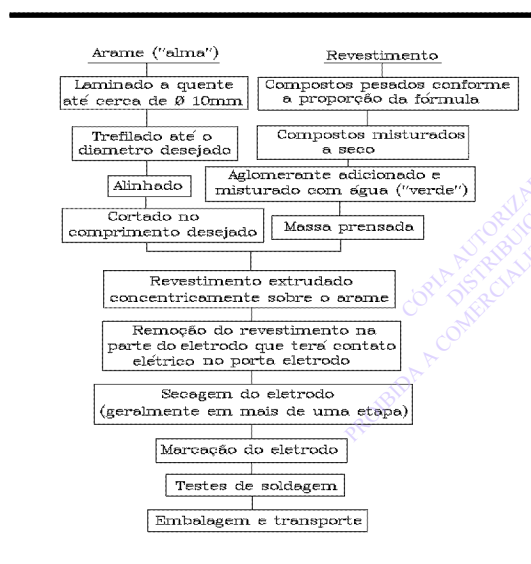 Arame ("alma")
Revestimento
Laminado a quente
até cerca de Ø 10mm
Compostos pesados conforme
a proporção da fórmula
Trefilado até o
diametro desejado
Compostos misturados
a seco
Alinhado
Aglomerante adicionado e
misturado com água ("verde")
Cortado no
comprimento desejado
Massa prensada
Revestimento extrudado
concentricamente sobre o arame
Remoção do revestimento na
parte do eletrodo que terá contato
elétrico no porta eletrodo
Secagem do eletrodo
(geralmente em mais de uma etapa)
Marcação do eletrodo
Testes de soldagem
Embalagem e transporte
CÓPIA
PROIBIDA A